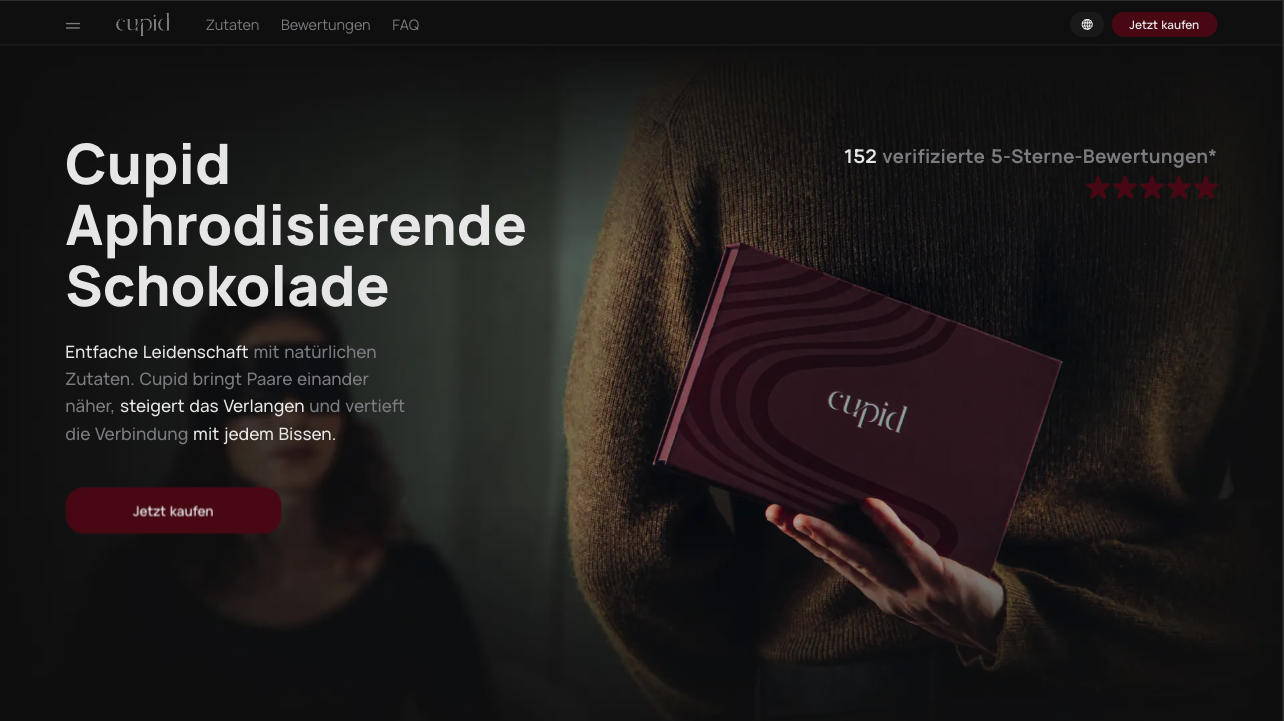 cupid
Zutaten
Bewertungen
FAQ
Jetzt kaufen
Cupid
Aphrodisierende
Schokolade
Entfache Leidenschaft mit natürlichen
Zutaten. Cupid bringt Paare einander
näher, steigert das Verlangen und vertieft
die Verbindung mit jedem Bissen.
Jetzt kaufen
152 verifizierte 5-Sterne-Bewertungen*
cupid